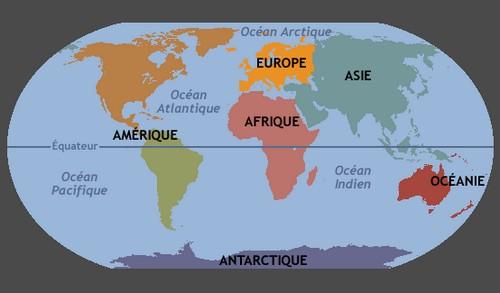 Océan Arctique
EUROPE
ASIE
Océan
Atlantique
AFRIQUE
AMÉRIQUE
Équateur
Océan
Pacifique
Océan
Indien
OCÉANIE
ANTARCTIQUE